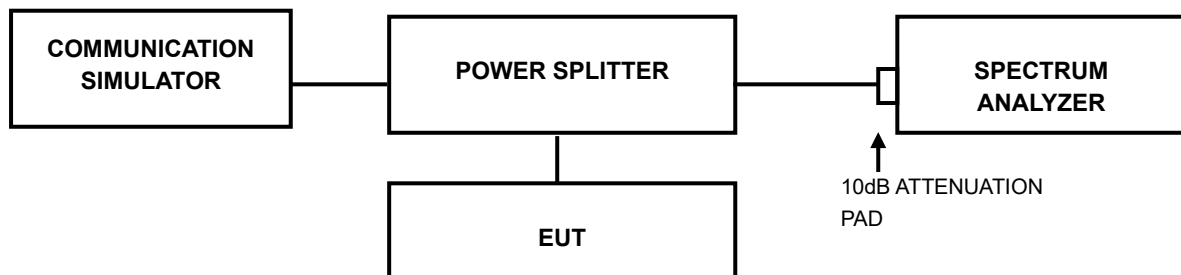 COMMUNICATION
SIMULATOR
POWER SPLITTER
SPECTRUM
ANALYZER
10dB ATTENUATION
PAD
EUT